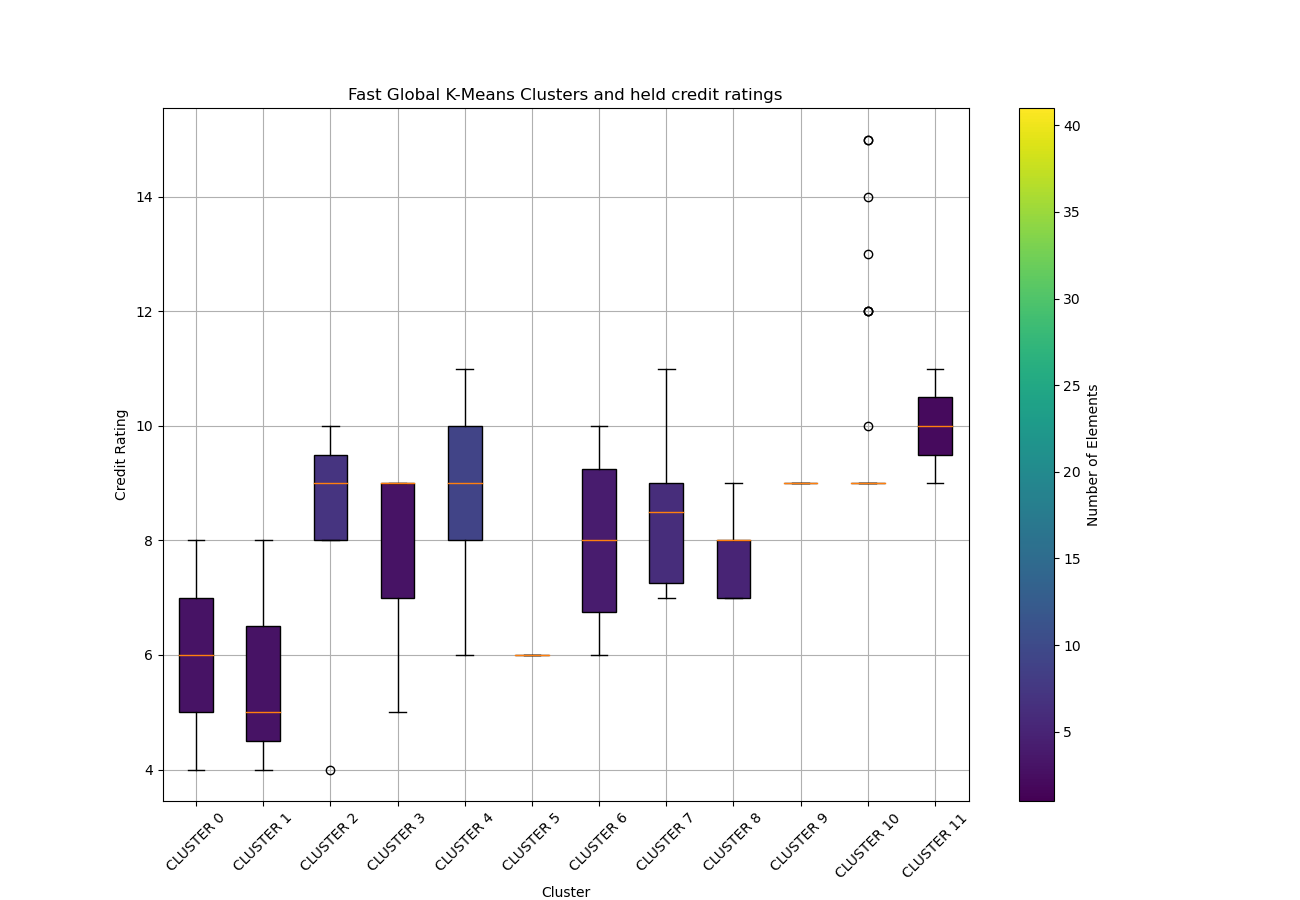 Fast Global K-Means Clusters and held credit ratings
14
12
10
8
6
4
Credit Rating
CLUSTER 0
CLUSTER 1
CLUSTER 2
CLUSTER 3
CLUSTER 4
CLUSTER 5
CLUSTER 6
CLUSTER 7
CLUSTER 8
CLUSTER 9
CLUSTER 10
CLUSTER 11
Cluster
40
35
30
25
20
15
10
5
Number of Elements